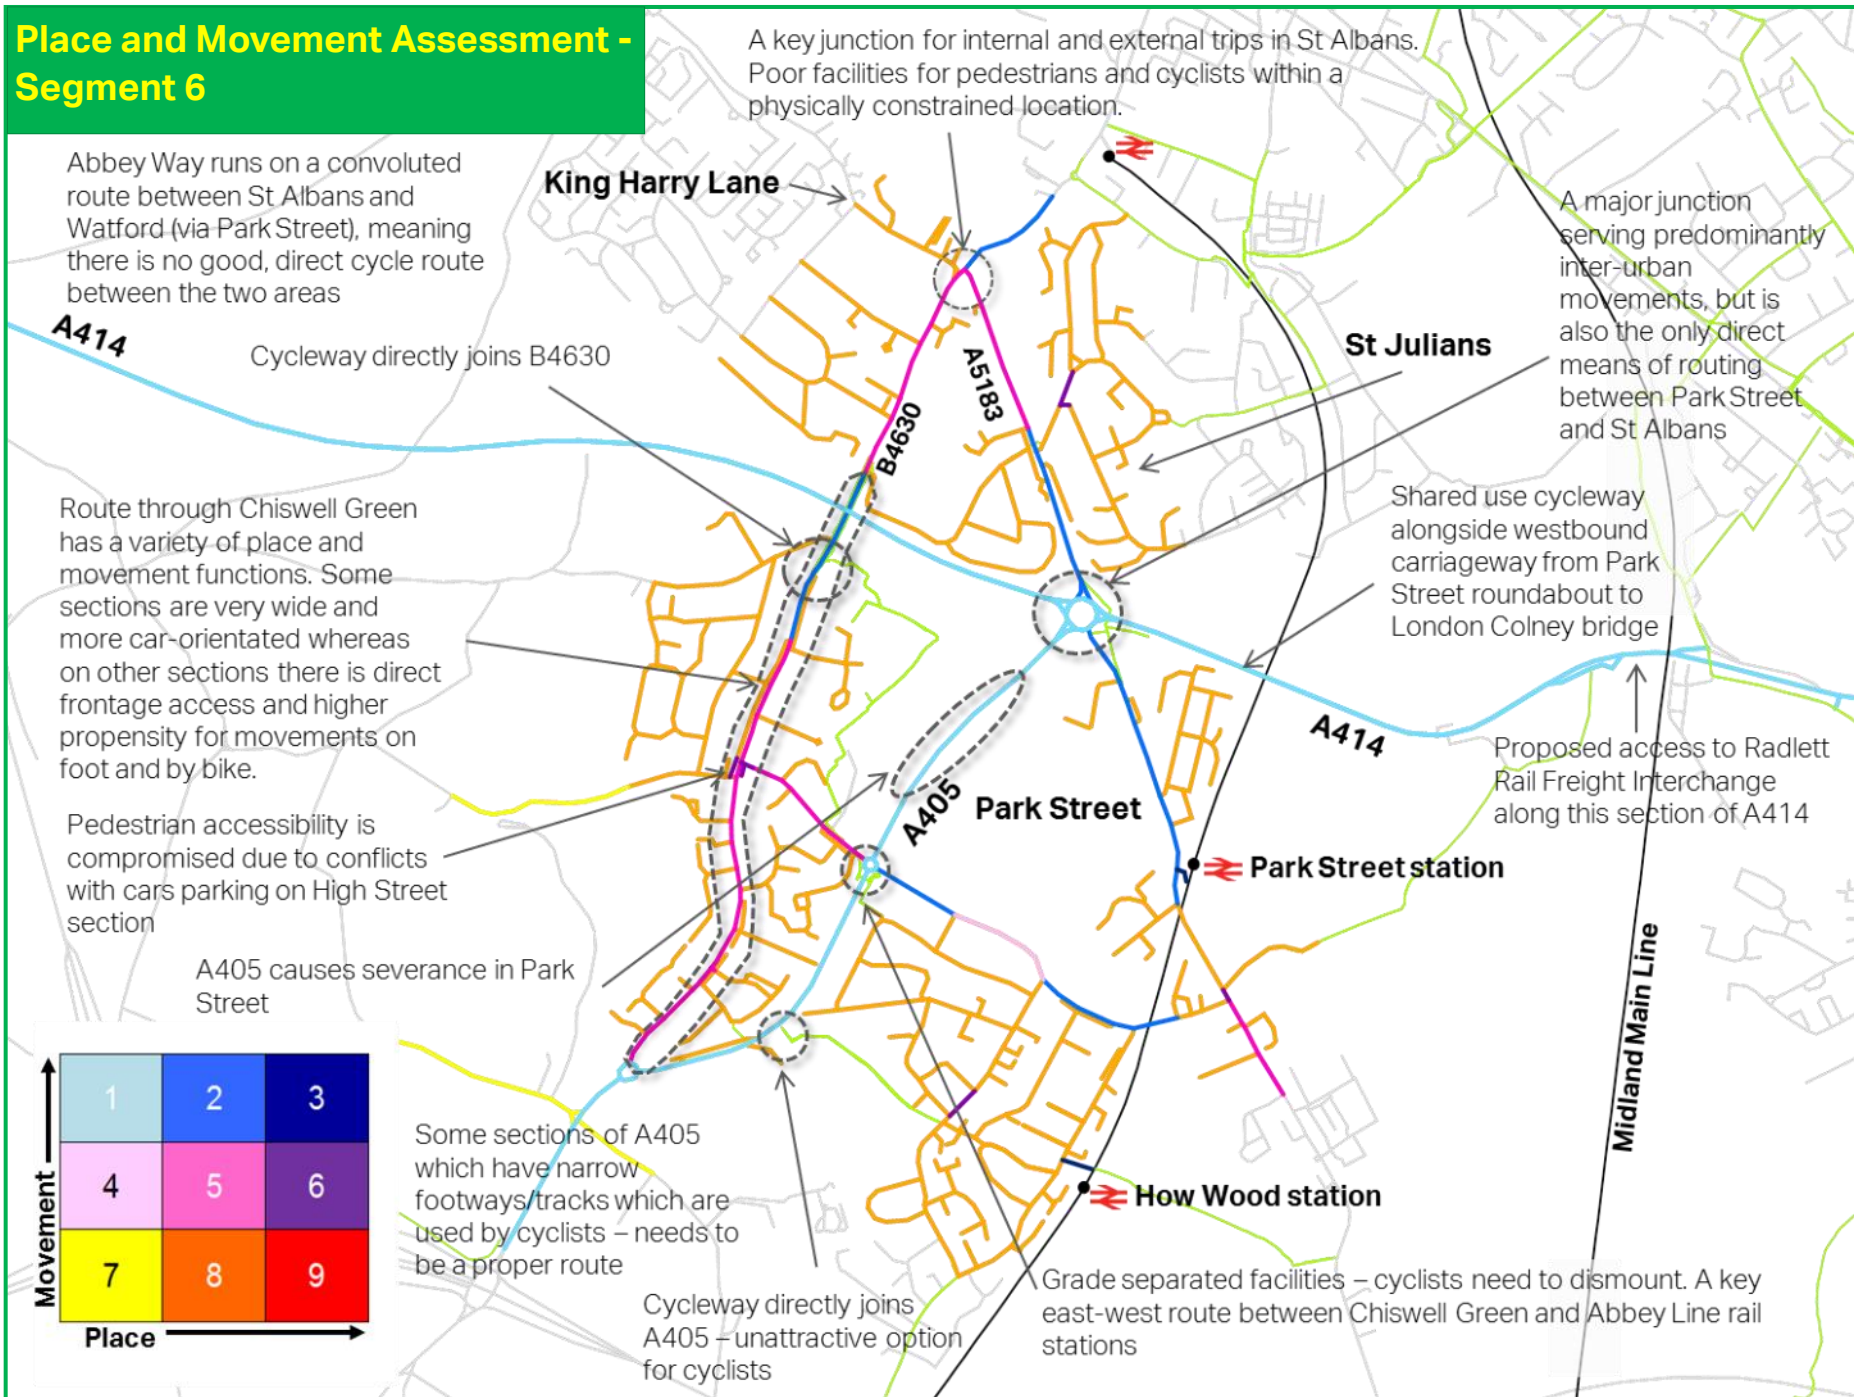 Place and Movement Assessment -
Segment 6
A key junction for internal and external trips in St Albans.
Poor facilities for pedestrians and cyclists within a
physically constrained location.
Abbey Way runs on a convoluted
route between St Albans and
Watford (via Park Street), meaning
there is no good, direct cycle route
between the two areas
King Harry Lane
A major junction
serving predominantly
inter-urban
movements, but is
also the only direct
means of routing
between Park Street
and St Albans
A414
Cycleway directly joins B4630
St Julians
A5183
B4630
Route through Chiswell Green
has a variety of place and
movement functions. Some
sections are very wide and
more car-orientated whereas
on other sections there is direct
frontage access and higher
propensity for movements on
foot and by bike.
Shared use cycleway
alongside westbound
carriageway from Park
Street roundabout to
London Colney bridge
A414
Proposed access to Radlett
Rail Freight Interchange
along this section of A414
A405
Park Street
Pedestrian accessibility is
compromised due to conflicts
with cars parking on High Street
section
Park Street station
A405 causes severance in Park
Street
Midland Main Line
Movement
1 2 3
4 5 6
7 8 9
Place
Some sections of A405
which have narrow
footways/tracks which are
used by cyclists – needs to
be a proper route
How Wood station
Cycleway directly joins
A405 – unattractive option
for cyclists
Grade separated facilities – cyclists need to dismount. A key
east-west route between Chiswell Green and Abbey Line rail
stations